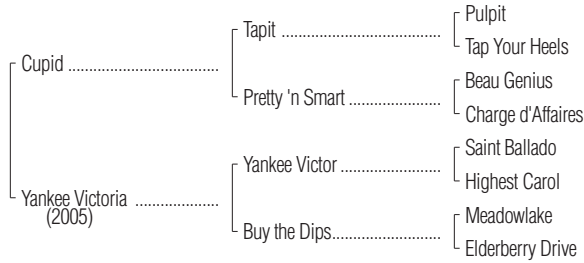 Pulpit
Tapit ................................................
Tap Your Heels
Cupid .............................................
Beau Genius
Pretty 'n Smart ................................
Charge d'Affaires
Saint Ballado
Yankee Victor ..................................
Highest Carol
Yankee Victoria .........................
(2005)
Meadowlake
Buy the Dips.................................
Elderberry Drive